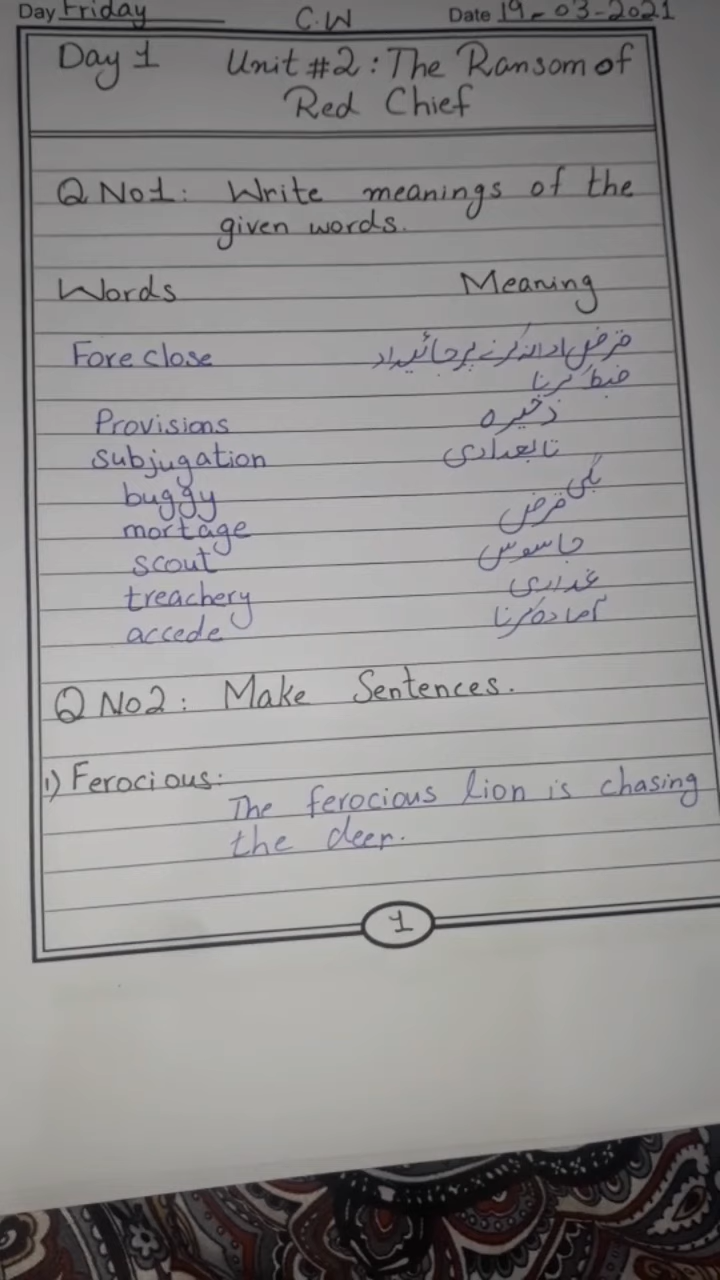 Day Friday C.W Date 19-03-2021
Day 1 Unit #2: The Ransom of
Red Chief
Q No1: Write meanings of the
given words.
Words Meaning
Fore close قرض ادا نہ کرنے پر جائیداد
ضبط کرنا
Provisions ذخیرہ
Subjugation تابعداری
buggy بگی
mortage قرض
scout جاسوس
treachery غداری
accede آمادہ کرنا
Q No2: Make Sentences.
1) Ferocious:
The ferocious lion is chasing
the deer.
1